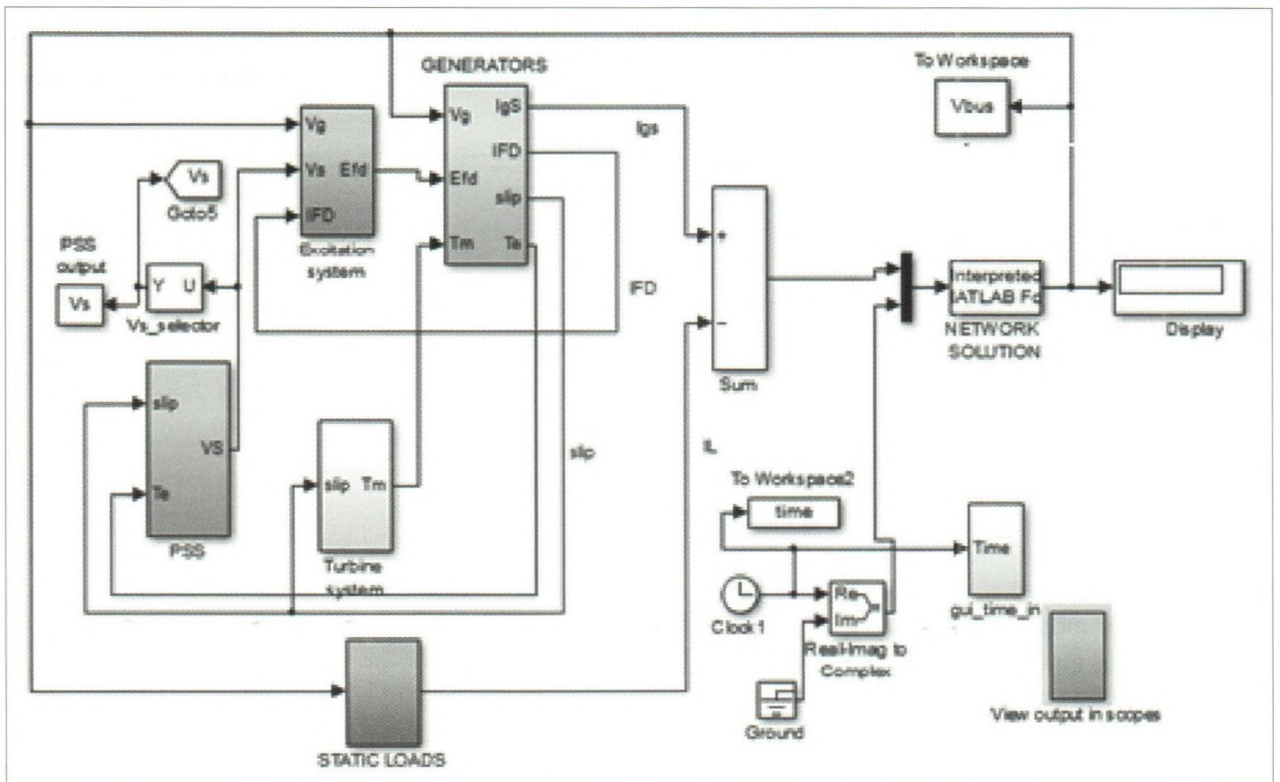 To Workspace
Vbus
GENERATORS
Vg
Efd
Tm
IgS
IFD
slip
Te
Igs
Vg
Vs
IFD
Efd
Excitation
system
Vs
Goto5
PSS
output
Vs
Y U
Vs_selector
IFD
+
-
Sum
Interpreted
MATLAB Fc
NETWORK
SOLUTION
Display
slip
Te
VS
PSS
slip Tm
Turbine
system
slip
IL
To Workspace2
time
Time
gui_time_in
Clock1
Re
Im
Real-Imag to
Complex
Ground
View output in scopes
STATIC LOADS